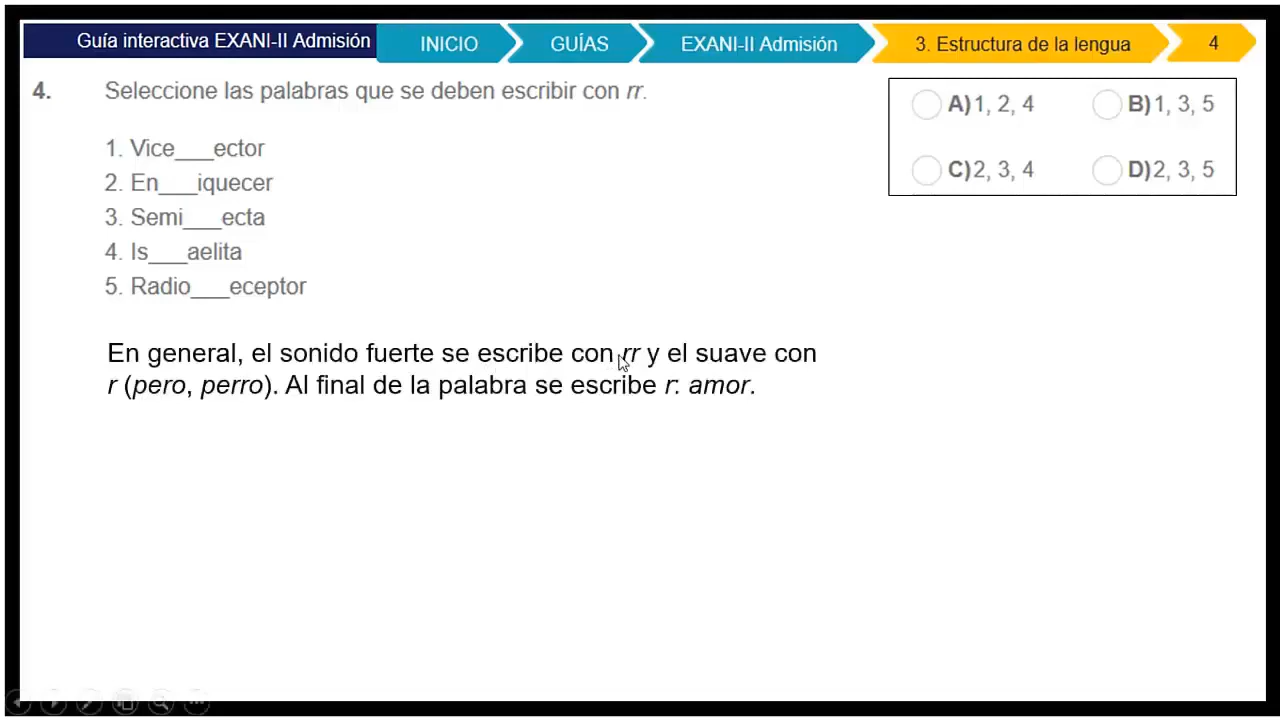 Guía interactiva EXANI-II Admisión
INICIO
GUÍAS
EXANI-II Admisión
3. Estructura de la lengua
4
4. Seleccione las palabras que se deben escribir con rr.
A) 1, 2, 4 B) 1, 3, 5
C) 2, 3, 4 D) 2, 3, 5
1. Vice___ector
2. En___iquecer
3. Semi___ecta
4. Is___aelita
5. Radio___eceptor
En general, el sonido fuerte se escribe con rr y el suave con
r (pero, perro). Al final de la palabra se escribe r: amor.